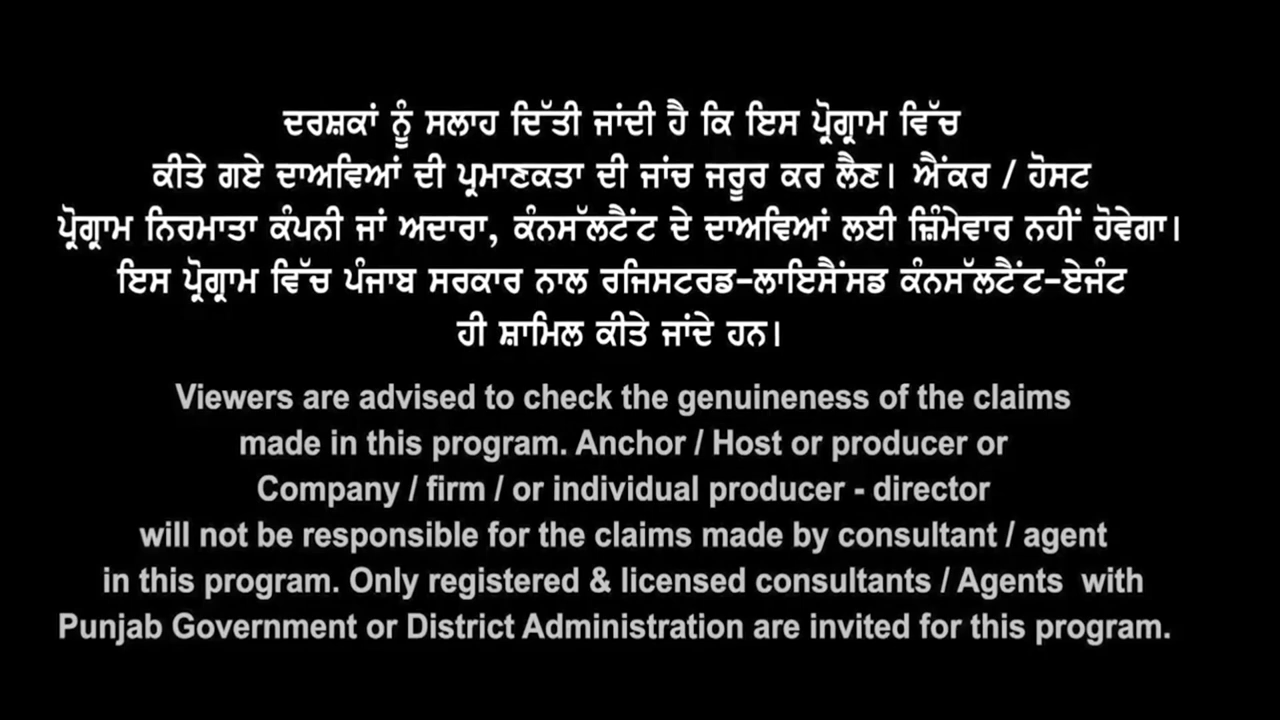 ਦਰਸ਼ਕਾਂ ਨੂੰ ਸਲਾਹ ਦਿੱਤੀ ਜਾਂਦੀ ਹੈ ਕਿ ਇਸ ਪ੍ਰੋਗ੍ਰਾਮ ਵਿੱਚ
ਕੀਤੇ ਗਏ ਦਾਅਵਿਆਂ ਦੀ ਪ੍ਰਮਾਣਕਤਾ ਦੀ ਜਾਂਚ ਜਰੂਰ ਕਰ ਲੈਣ। ਐਂਕਰ / ਹੋਸਟ
ਪ੍ਰੋਗ੍ਰਾਮ ਨਿਰਮਾਤਾ ਕੰਪਨੀ ਜਾਂ ਅਦਾਰਾ, ਕੰਨਸੱਲਟੈਂਟ ਦੇ ਦਾਅਵਿਆਂ ਲਈ ਜ਼ਿੰਮੇਵਾਰ ਨਹੀਂ ਹੋਵੇਗਾ।
ਇਸ ਪ੍ਰੋਗ੍ਰਾਮ ਵਿੱਚ ਪੰਜਾਬ ਸਰਕਾਰ ਨਾਲ ਰਜਿਸਟਰਡ-ਲਾਇਸੈਂਸਡ ਕੰਨਸੱਲਟੈਂਟ-ਏਜੰਟ
ਹੀ ਸ਼ਾਮਿਲ ਕੀਤੇ ਜਾਂਦੇ ਹਨ।
Viewers are advised to check the genuineness of the claims
made in this program. Anchor / Host or producer or
Company / firm / or individual producer - director
will not be responsible for the claims made by consultant / agent
in this program. Only registered & licensed consultants / Agents with
Punjab Government or District Administration are invited for this program.